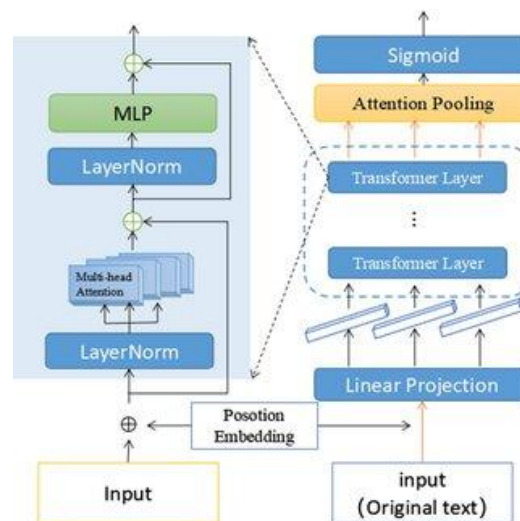 MLP
LayerNorm
Multi-head
Attention
LayerNorm
Input
Posotion
Embedding
Sigmoid
Attention Pooling
Transformer Layer
...
Transformer Layer
Linear Projection
input
(Original text)